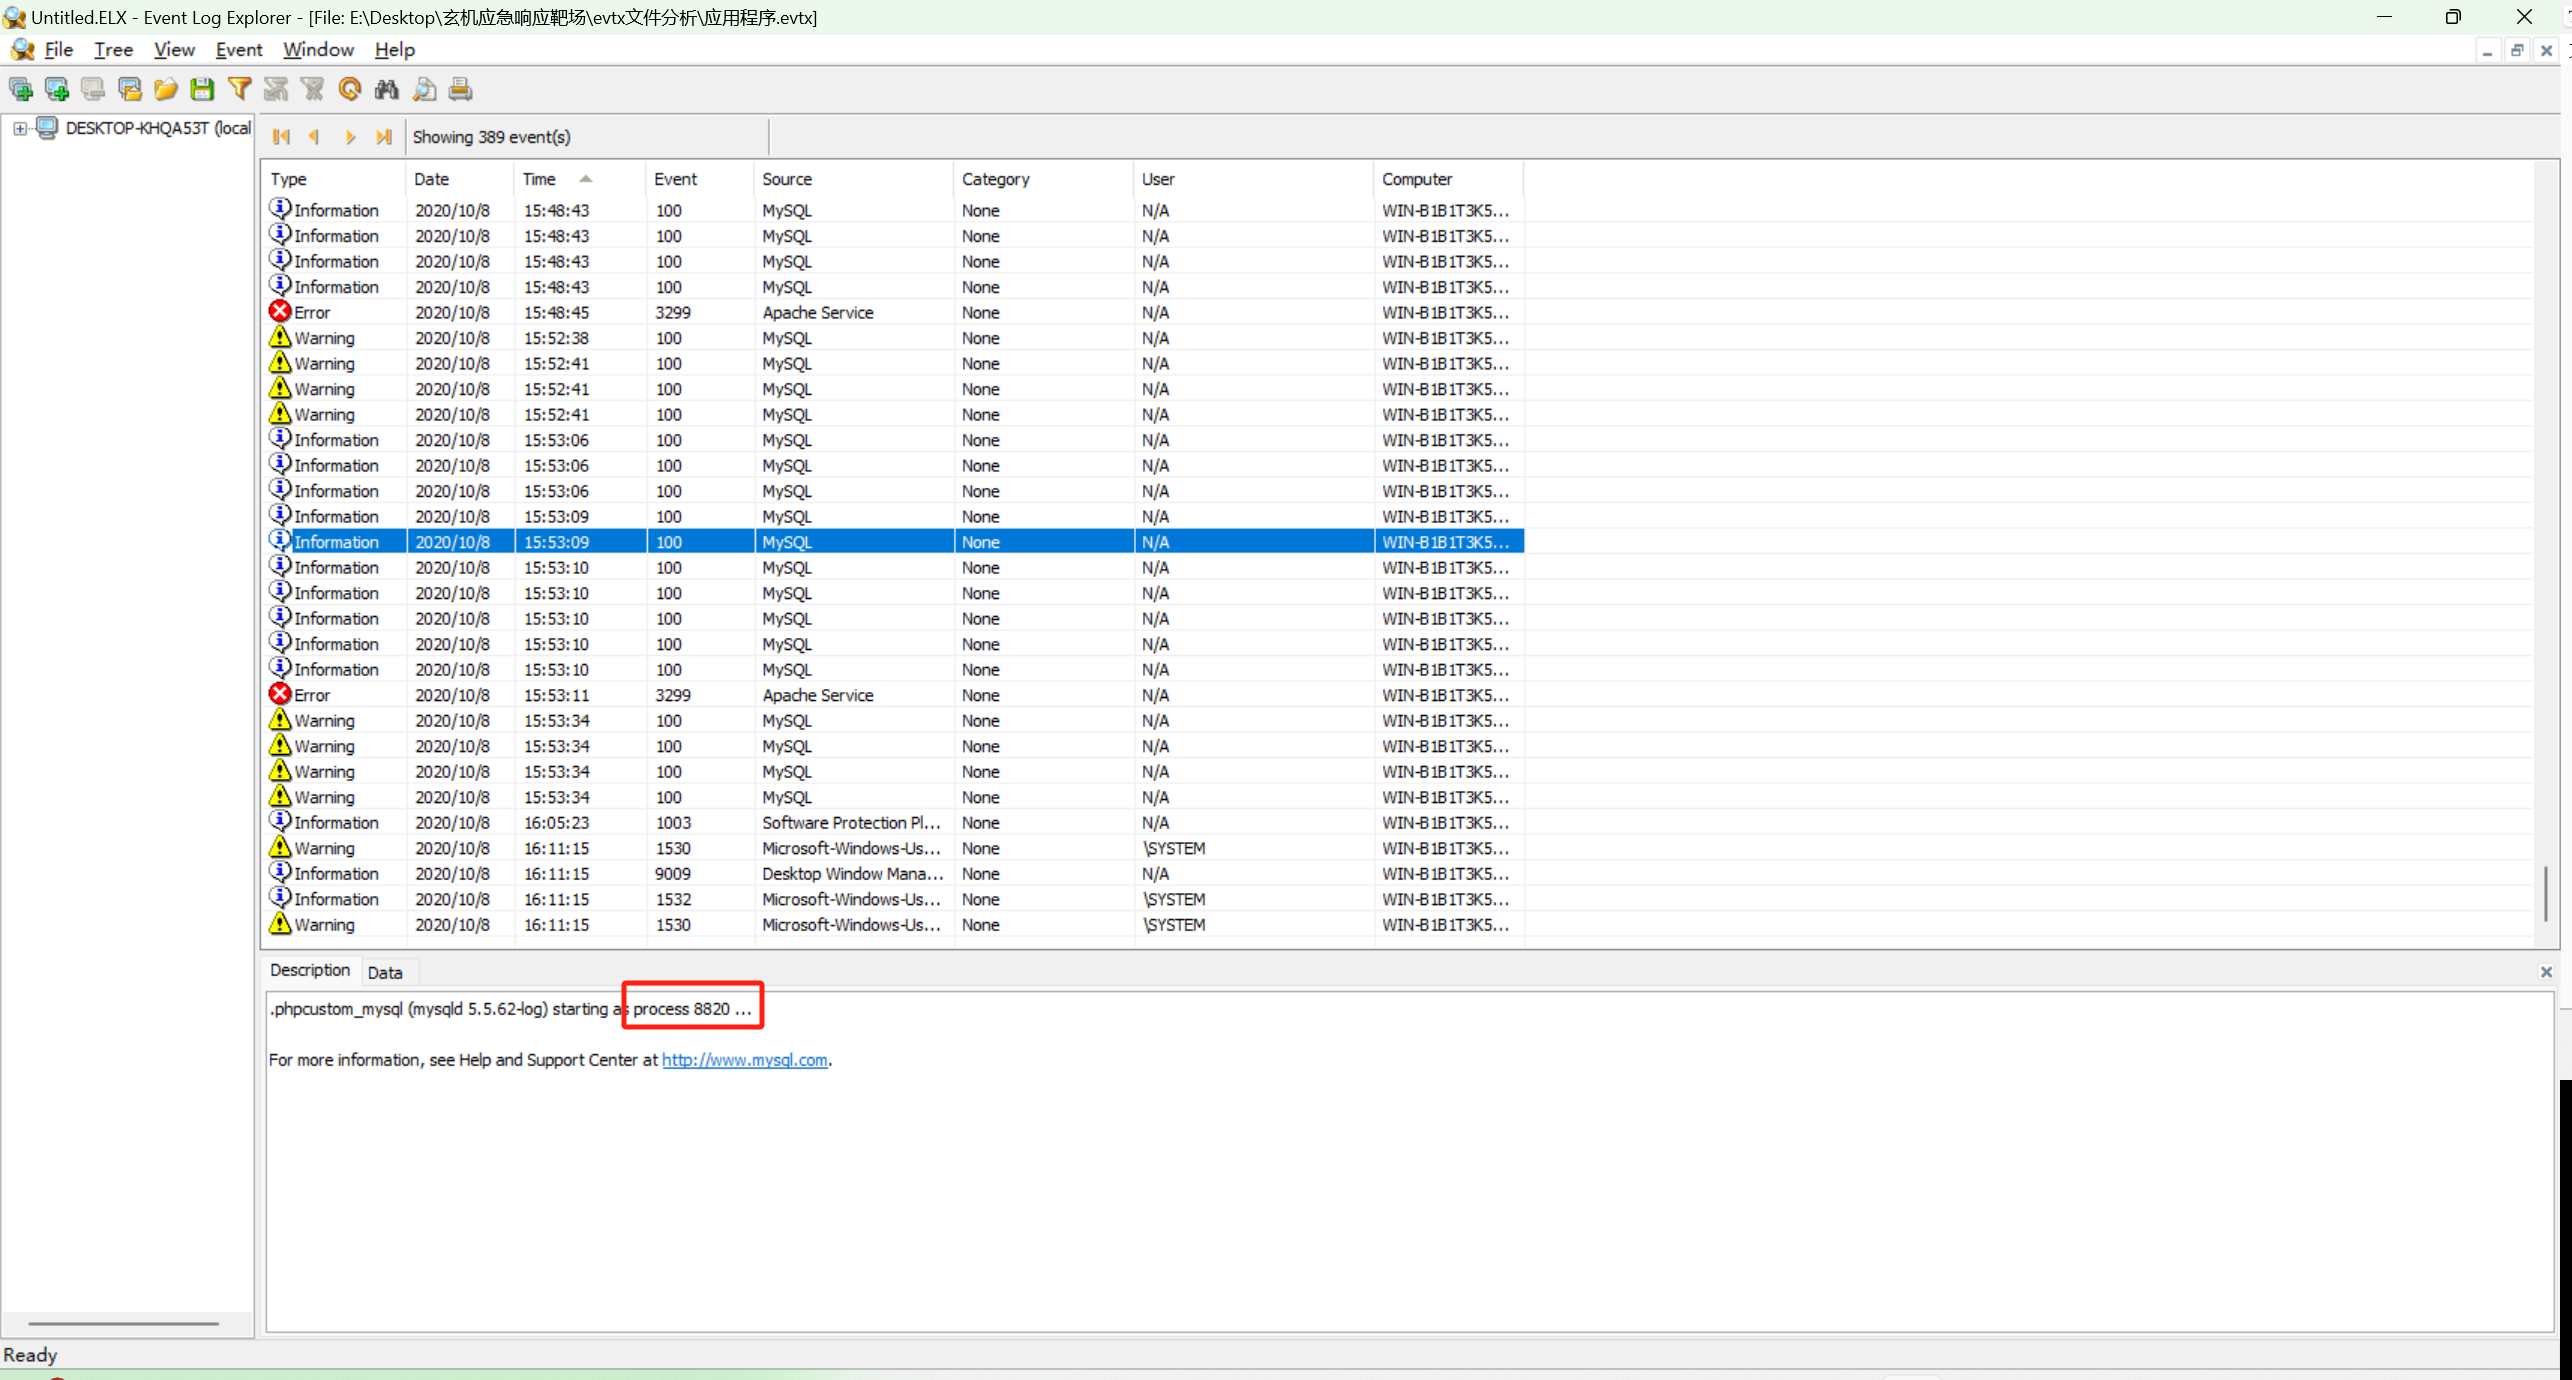 Untitled.ELX - Event Log Explorer - [File: E:\Desktop\玄机应急响应靶场\evtx文件分析\应用程序.evtx]
File Tree View Event Window Help
DESKTOP-KHQA53T (local
Showing 389 event(s)
Type Date Time Event Source Category User Computer
Information 2020/10/8 15:48:43 100 MySQL None N/A WIN-B1B1T3K5...
Information 2020/10/8 15:48:43 100 MySQL None N/A WIN-B1B1T3K5...
Information 2020/10/8 15:48:43 100 MySQL None N/A WIN-B1B1T3K5...
Information 2020/10/8 15:48:43 100 MySQL None N/A WIN-B1B1T3K5...
Error 2020/10/8 15:48:45 3299 Apache Service None N/A WIN-B1B1T3K5...
Warning 2020/10/8 15:52:38 100 MySQL None N/A WIN-B1B1T3K5...
Warning 2020/10/8 15:52:41 100 MySQL None N/A WIN-B1B1T3K5...
Warning 2020/10/8 15:52:41 100 MySQL None N/A WIN-B1B1T3K5...
Warning 2020/10/8 15:52:41 100 MySQL None N/A WIN-B1B1T3K5...
Information 2020/10/8 15:53:06 100 MySQL None N/A WIN-B1B1T3K5...
Information 2020/10/8 15:53:06 100 MySQL None N/A WIN-B1B1T3K5...
Information 2020/10/8 15:53:06 100 MySQL None N/A WIN-B1B1T3K5...
Information 2020/10/8 15:53:09 100 MySQL None N/A WIN-B1B1T3K5...
Information 2020/10/8 15:53:09 100 MySQL None N/A WIN-B1B1T3K5...
Information 2020/10/8 15:53:10 100 MySQL None N/A WIN-B1B1T3K5...
Information 2020/10/8 15:53:10 100 MySQL None N/A WIN-B1B1T3K5...
Information 2020/10/8 15:53:10 100 MySQL None N/A WIN-B1B1T3K5...
Information 2020/10/8 15:53:10 100 MySQL None N/A WIN-B1B1T3K5...
Information 2020/10/8 15:53:10 100 MySQL None N/A WIN-B1B1T3K5...
Error 2020/10/8 15:53:11 3299 Apache Service None N/A WIN-B1B1T3K5...
Warning 2020/10/8 15:53:34 100 MySQL None N/A WIN-B1B1T3K5...
Warning 2020/10/8 15:53:34 100 MySQL None N/A WIN-B1B1T3K5...
Warning 2020/10/8 15:53:34 100 MySQL None N/A WIN-B1B1T3K5...
Warning 2020/10/8 15:53:34 100 MySQL None N/A WIN-B1B1T3K5...
Information 2020/10/8 16:05:23 1003 Software Protection Pl... None N/A WIN-B1B1T3K5...
Warning 2020/10/8 16:11:15 1530 Microsoft-Windows-Us... None \SYSTEM WIN-B1B1T3K5...
Information 2020/10/8 16:11:15 9009 Desktop Window Mana... None N/A WIN-B1B1T3K5...
Information 2020/10/8 16:11:15 1532 Microsoft-Windows-Us... None \SYSTEM WIN-B1B1T3K5...
Warning 2020/10/8 16:11:15 1530 Microsoft-Windows-Us... None \SYSTEM WIN-B1B1T3K5...
Description Data
.phpcustom_mysql (mysqld 5.5.62-log) starting as process 8820 ...
For more information, see Help and Support Center at http://www.mysql.com.
Ready